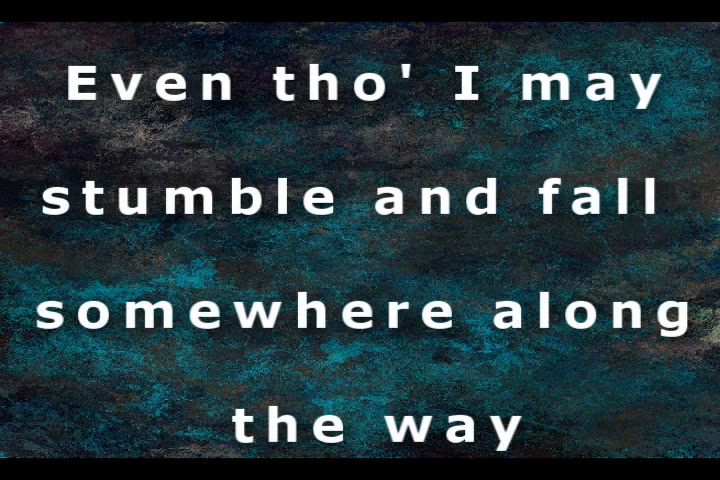 Even tho' I may
stumble and fall
somewhere along
the way